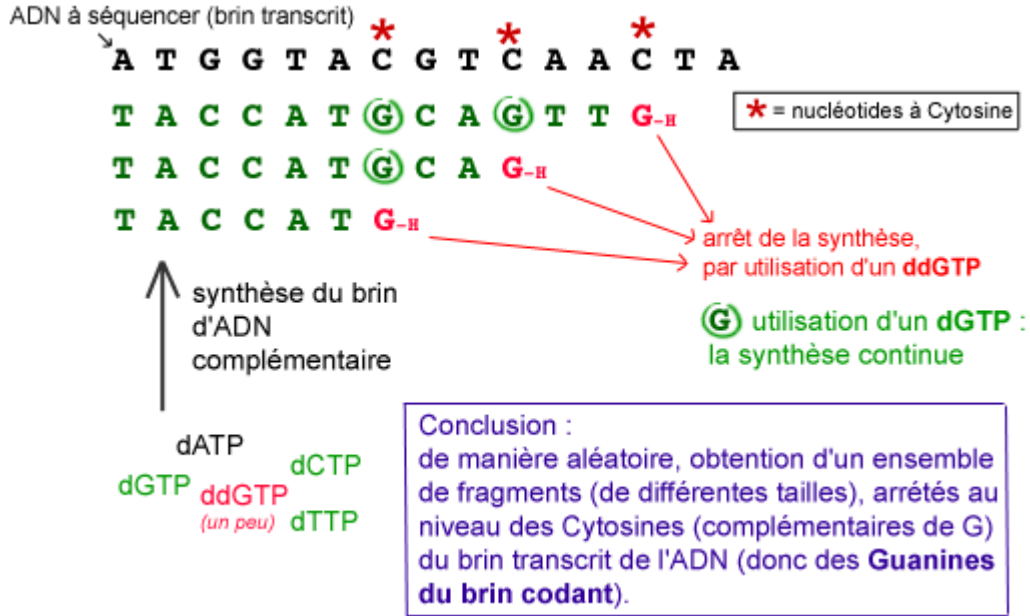 ADN à séquencer (brin transcrit)
* * *
A T G G T A C G T C A A C T A
T A C C A T G C A G T T G-H
* = nucléotides à Cytosine
T A C C A T G C A G-H
T A C C A T G-H
arrêt de la synthèse,
par utilisation d'un ddGTP
synthèse du brin
d'ADN
complémentaire
G utilisation d'un dGTP :
la synthèse continue
dATP
dCTP
dGTP
ddGTP
(un peu)
dTTP
Conclusion :
de manière aléatoire, obtention d'un ensemble
de fragments (de différentes tailles), arrétés au
niveau des Cytosines (complémentaires de G)
du brin transcrit de l'ADN (donc des Guanines
du brin codant).